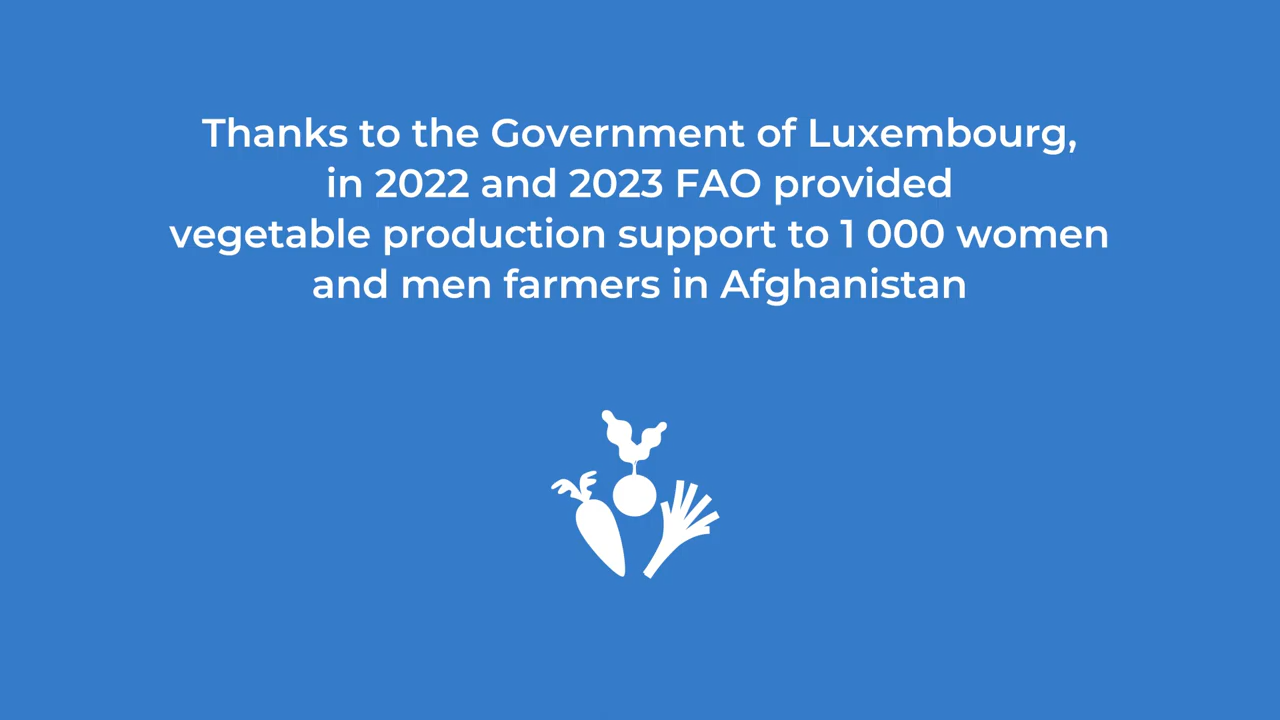 Thanks to the Government of Luxembourg,
in 2022 and 2023 FAO provided
vegetable production support to 1 000 women
and men farmers in Afghanistan